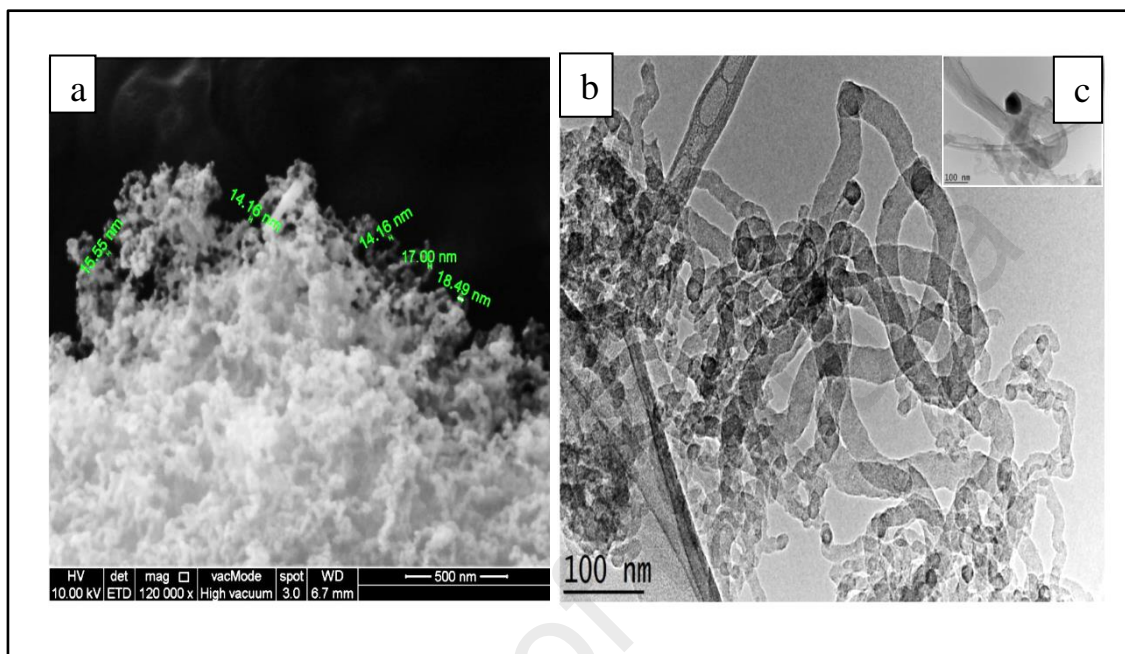 a
14.16 nm
14.16 nm
15.55 nm
17.00 nm
18.49 nm
HV det mag □ vacMode spot WD
10.00 kV ETD 120 000 x High vacuum 3.0 6.7 mm
500 nm
b
100 nm
c
100 nm